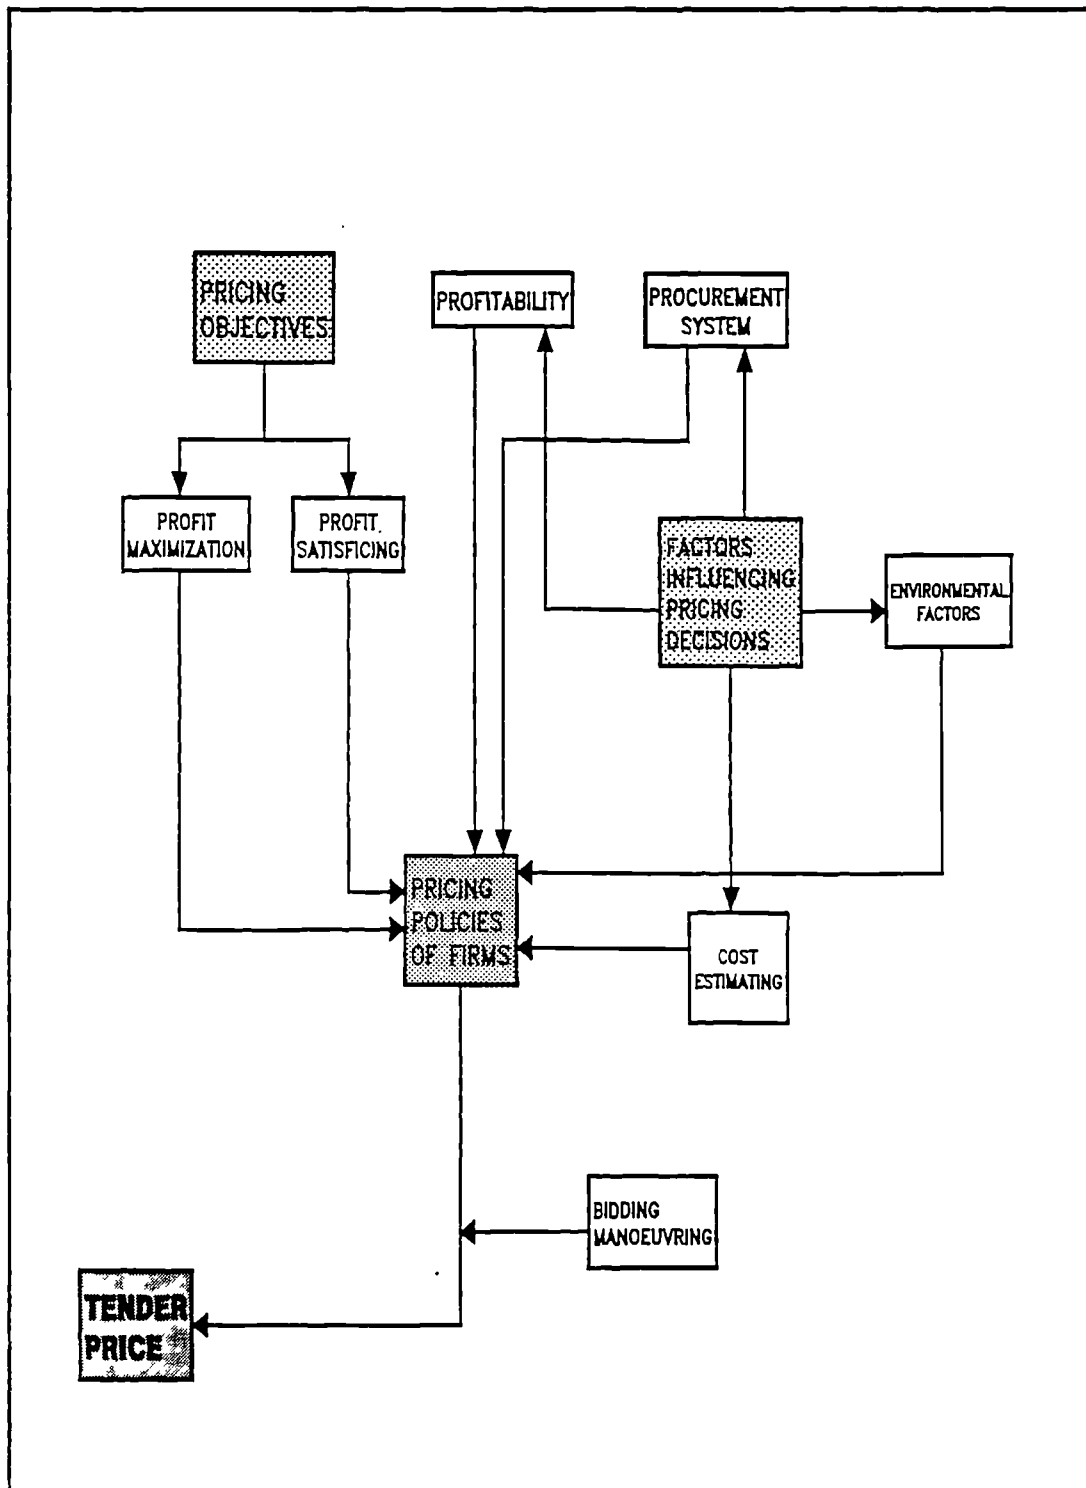 PRICING
OBJECTIVES
PROFITABILITY
PROCUREMENT
SYSTEM
PROFIT
MAXIMIZATION
PROFIT
SATISFICING
FACTORS
INFLUENCING
PRICING
DECISIONS
ENVIRONMENTAL
FACTORS
PRICING
POLICIES
OF FIRMS
COST
ESTIMATING
BIDDING
MANOEUVRING
TENDER
PRICE